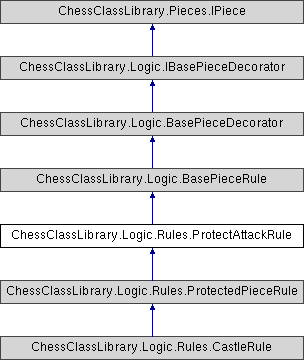 ChessClassLibrary.Pieces.IPiece
ChessClassLibrary.Logic.IBasePieceDecorator
ChessClassLibrary.Logic.BasePieceDecorator
ChessClassLibrary.Logic.BasePieceRule
ChessClassLibrary.Logic.Rules.ProtectAttackRule
ChessClassLibrary.Logic.Rules.ProtectedPieceRule
ChessClassLibrary.Logic.Rules.CastleRule